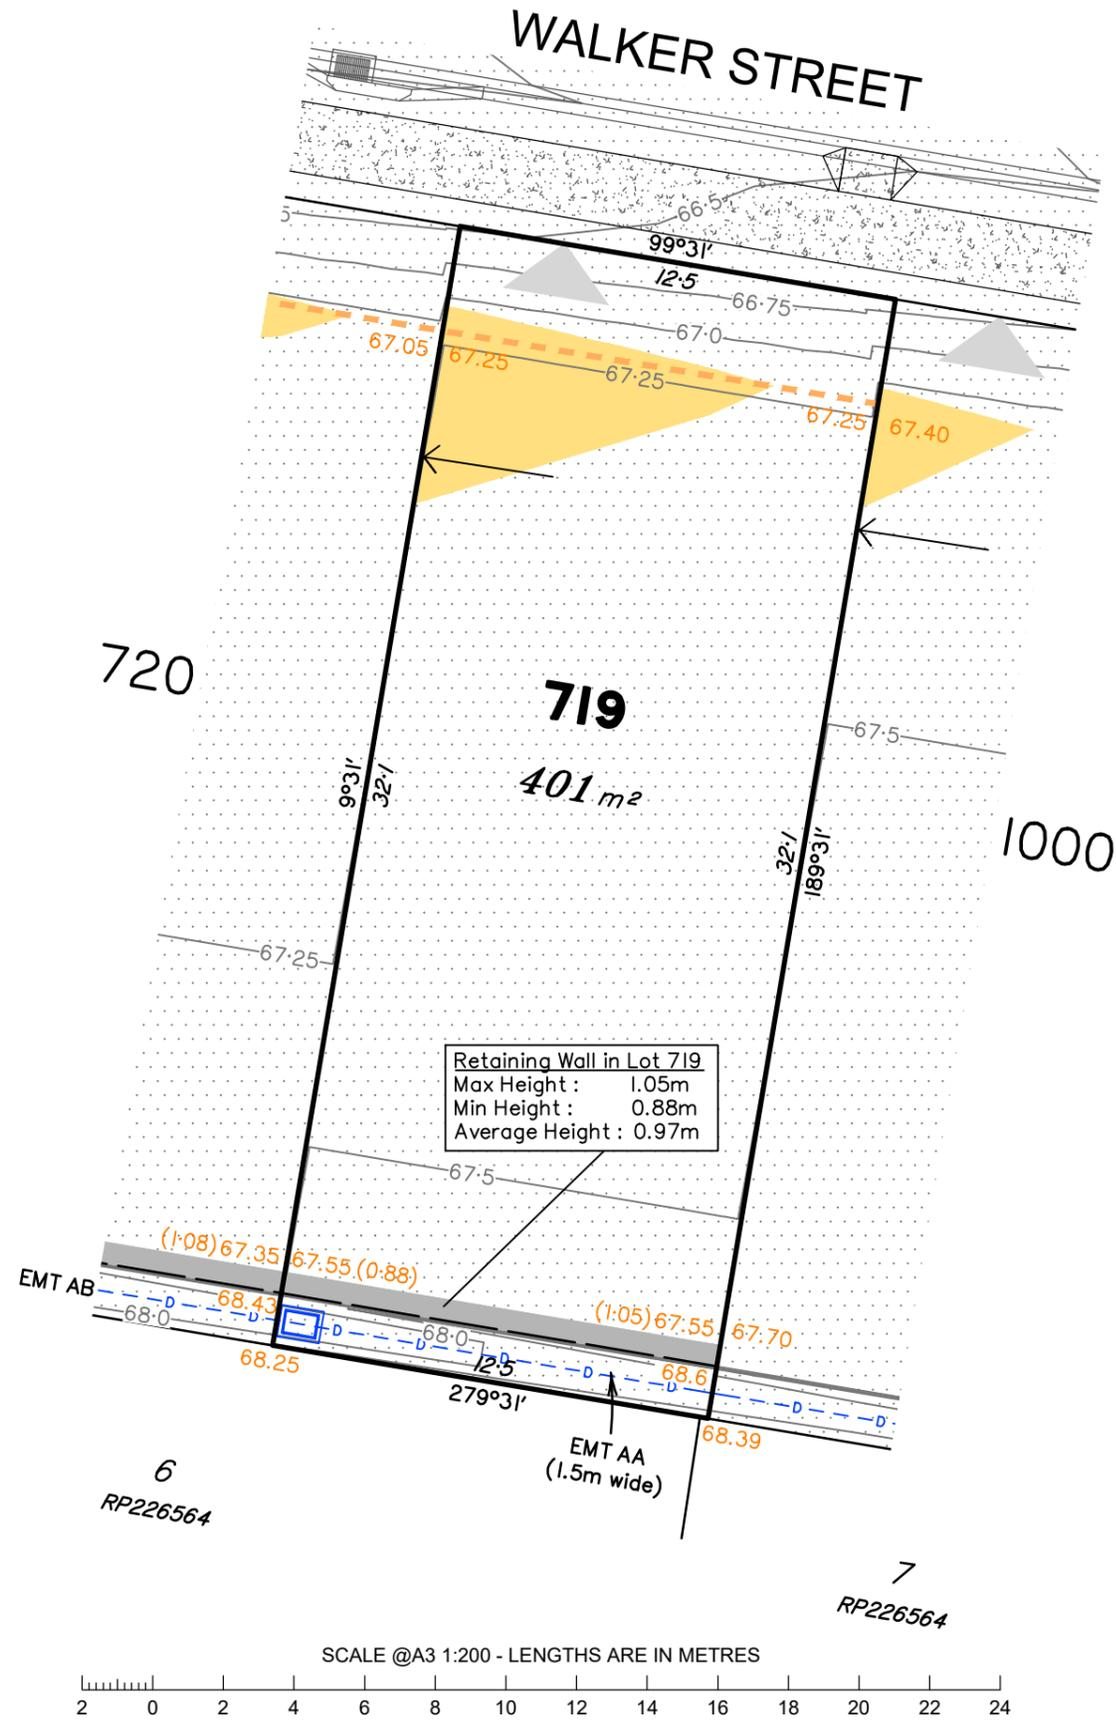 WALKER STREET
5
66·5
99°31'
12·5
66·75
67·0
67.05
67.25
67·25
67.25
67.40
720
719
401 m²
67·5
9°31'
32·1
32·1
189°31'
1000
67·25
Retaining Wall in Lot 719
Max Height : 1.05m
Min Height : 0.88m
Average Height : 0.97m
67·5
(1·08) 67.35
67.55 (0·88)
EMT AB
D
68.43
D
D
68·0
68·0
(1·05) 67.55
67.70
D
D
12·5
D
68.6
D
D
D
68.25
279°31'
68.39
EMT AA
(1.5m wide)
6
RP226564
7
RP226564
SCALE @A3 1:200 - LENGTHS ARE IN METRES
2 0 2 4 6 8 10 12 14 16 18 20 22 24